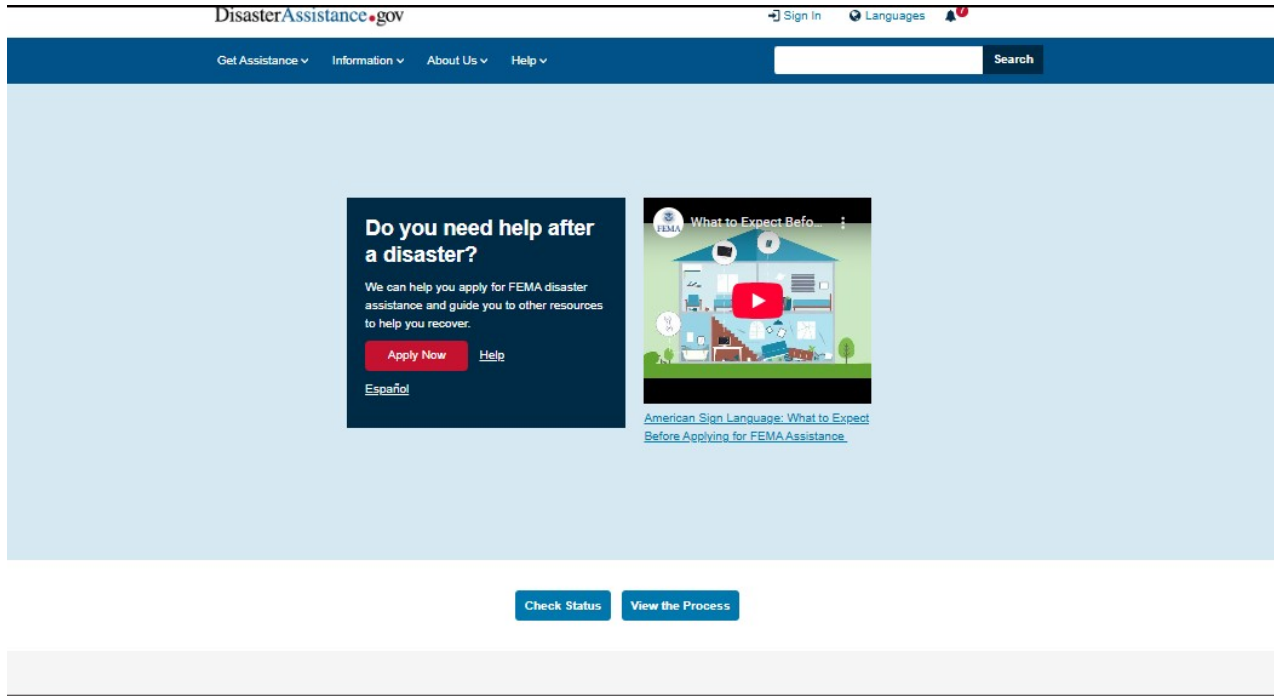 DisasterAssistance.gov
Sign In Languages 7
Get Assistance Information About Us Help
Search
Do you need help after
a disaster?
We can help you apply for FEMA disaster
assistance and guide you to other resources
to help you recover.
Apply Now Help
Español
FEMA What to Expect Befo...
American Sign Language: What to Expect
Before Applying for FEMA Assistance
Check Status View the Process